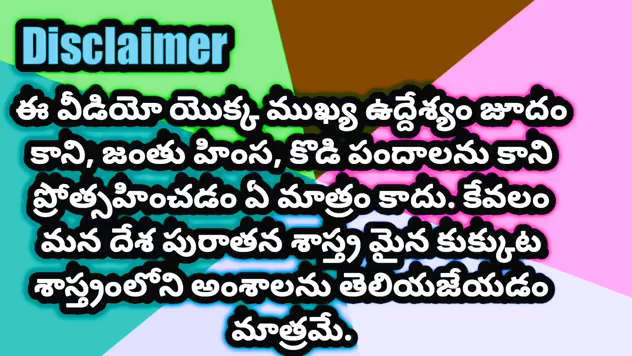 Disclaimer
ఈ వీడియో యొక్క ముఖ్య ఉద్దేశ్యం జూదం
కాని, జంతు హింస, కొడి పందాలను కాని
ప్రోత్సహించడం ఏ మాత్రం కాదు. కేవలం
మన దేశ పురాతన శాస్త్ర మైన కుక్కుట
శాస్త్రంలోని అంశాలను తెలియజేయడం
మాత్రమే.